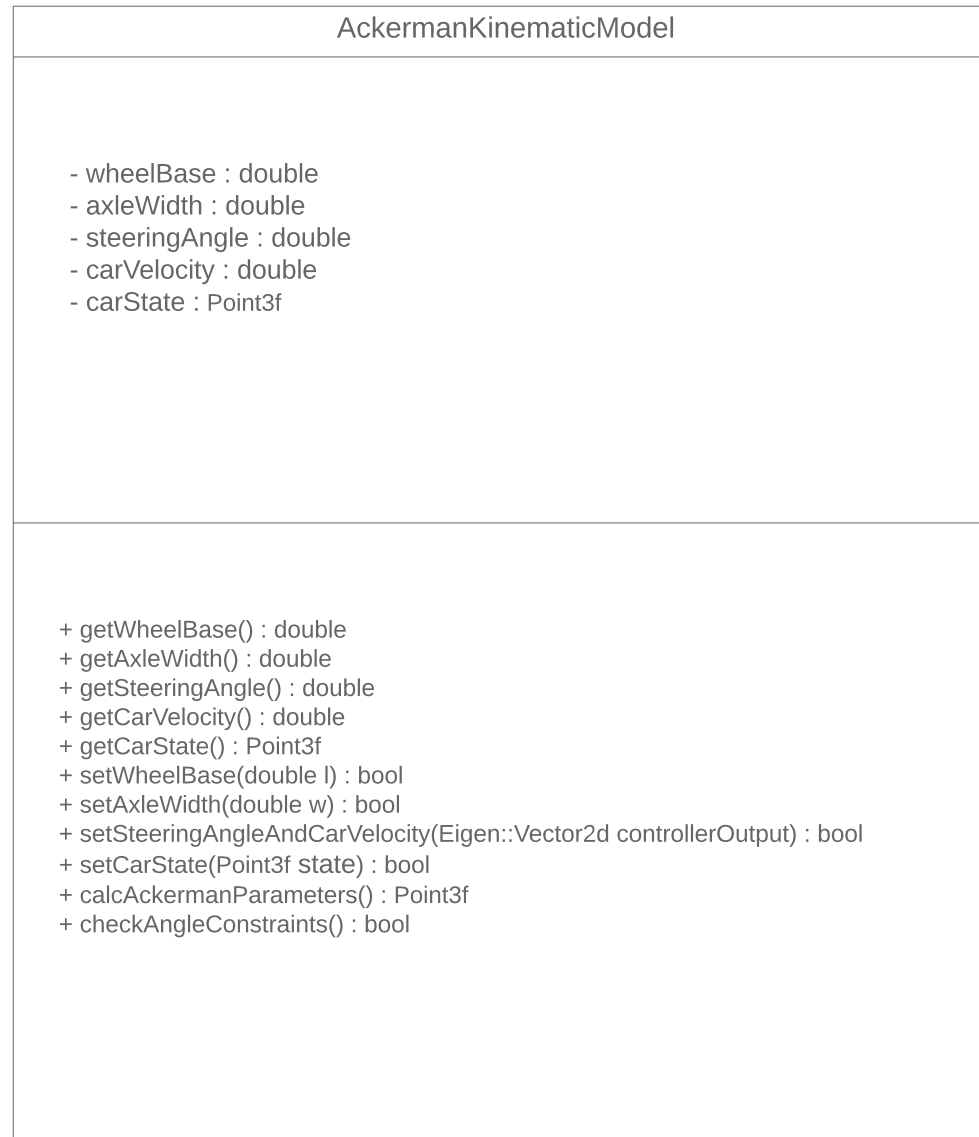 AckermanKinematicModel
- wheelBase : double
- axleWidth : double
- steeringAngle : double
- carVelocity : double
- carState : Point3f
+ getWheelBase() : double
+ getAxleWidth() : double
+ getSteeringAngle() : double
+ getCarVelocity() : double
+ getCarState() : Point3f
+ setWheelBase(double l) : bool
+ setAxleWidth(double w) : bool
+ setSteeringAngleAndCarVelocity(Eigen::Vector2d controllerOutput) : bool
+ setCarState(Point3f state) : bool
+ calcAckermanParameters() : Point3f
+ checkAngleConstraints() : bool